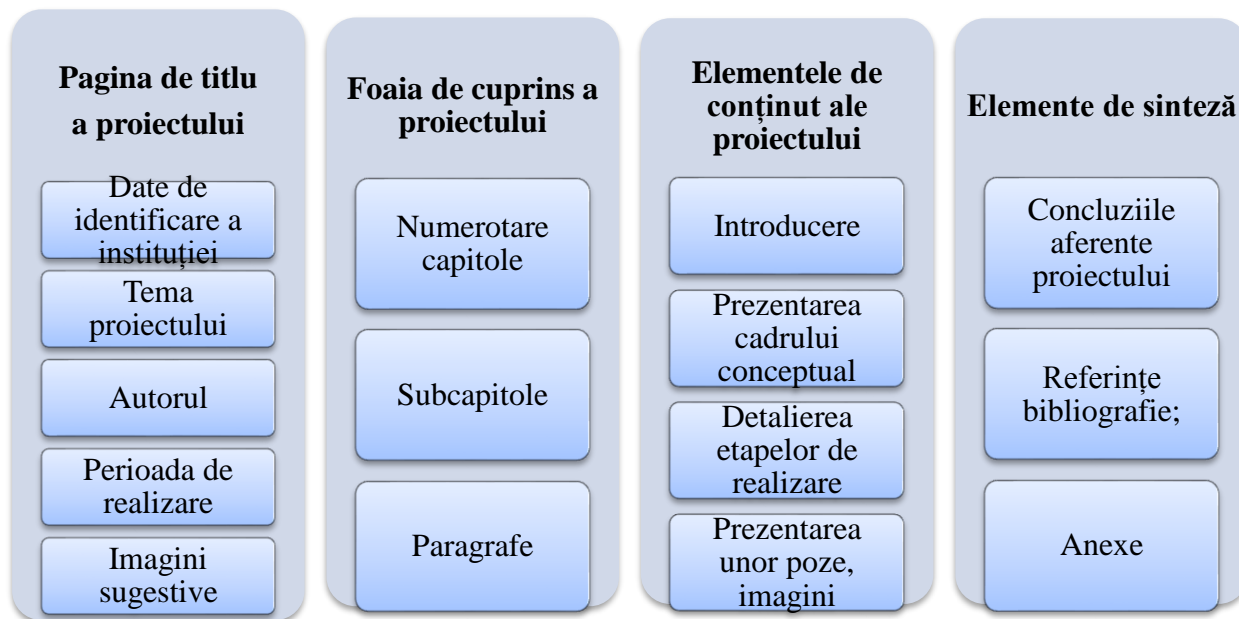 Pagina de titlu
a proiectului
Date de
identificare a
instituției
Tema
proiectului
Autorul
Perioada de
realizare
Imagini
sugestive
Foaia de cuprins a
proiectului
Numerotare
capitole
Subcapitole
Paragrafe
Elementele de
conținut ale
proiectului
Introducere
Prezentarea
cadrului
conceptual
Detalierea
etapelor de
realizare
Prezentarea
unor poze,
imagini
Elemente de sinteză
Concluziile
aferente
proiectului
Referințe
bibliografie;
Anexe